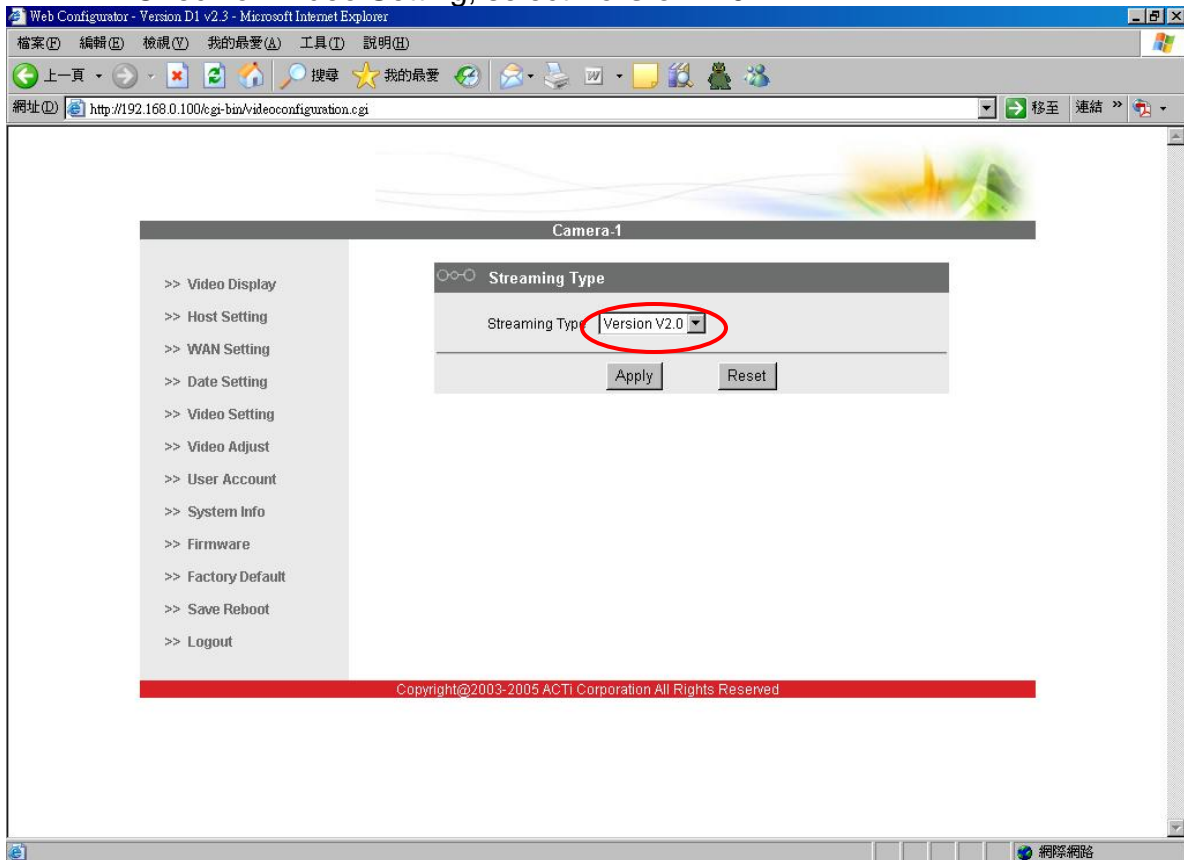 Web Configurator - Version D1 v2.3 - Microsoft Internet Explorer
檔案(F) 編輯(E) 檢視(V) 我的最愛(A) 工具(T) 說明(H)
上一頁 搜尋 我的最愛
網址(D) http://192.168.0.100/cgi-bin/videoconfiguration.cgi 移至 連結 »
Camera-1
>> Video Display
>> Host Setting
>> WAN Setting
>> Date Setting
>> Video Setting
>> Video Adjust
>> User Account
>> System Info
>> Firmware
>> Factory Default
>> Save Reboot
>> Logout
Streaming Type
Streaming Type Version V2.0
Apply Reset
Copyright@2003-2005 ACTi Corporation All Rights Reserved
網際網路